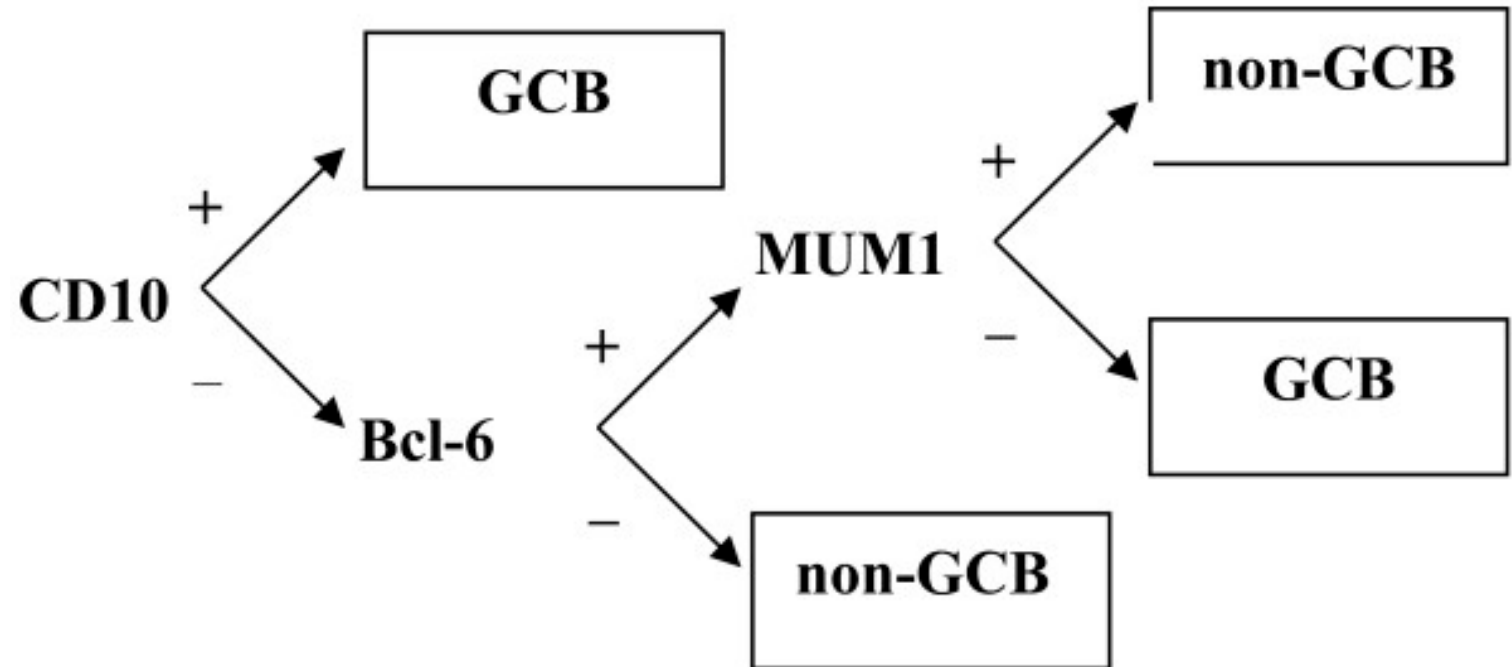 GCB
non-GCB
+
+
MUM1
CD10
+
–
GCB
–
Bcl-6
–
non-GCB